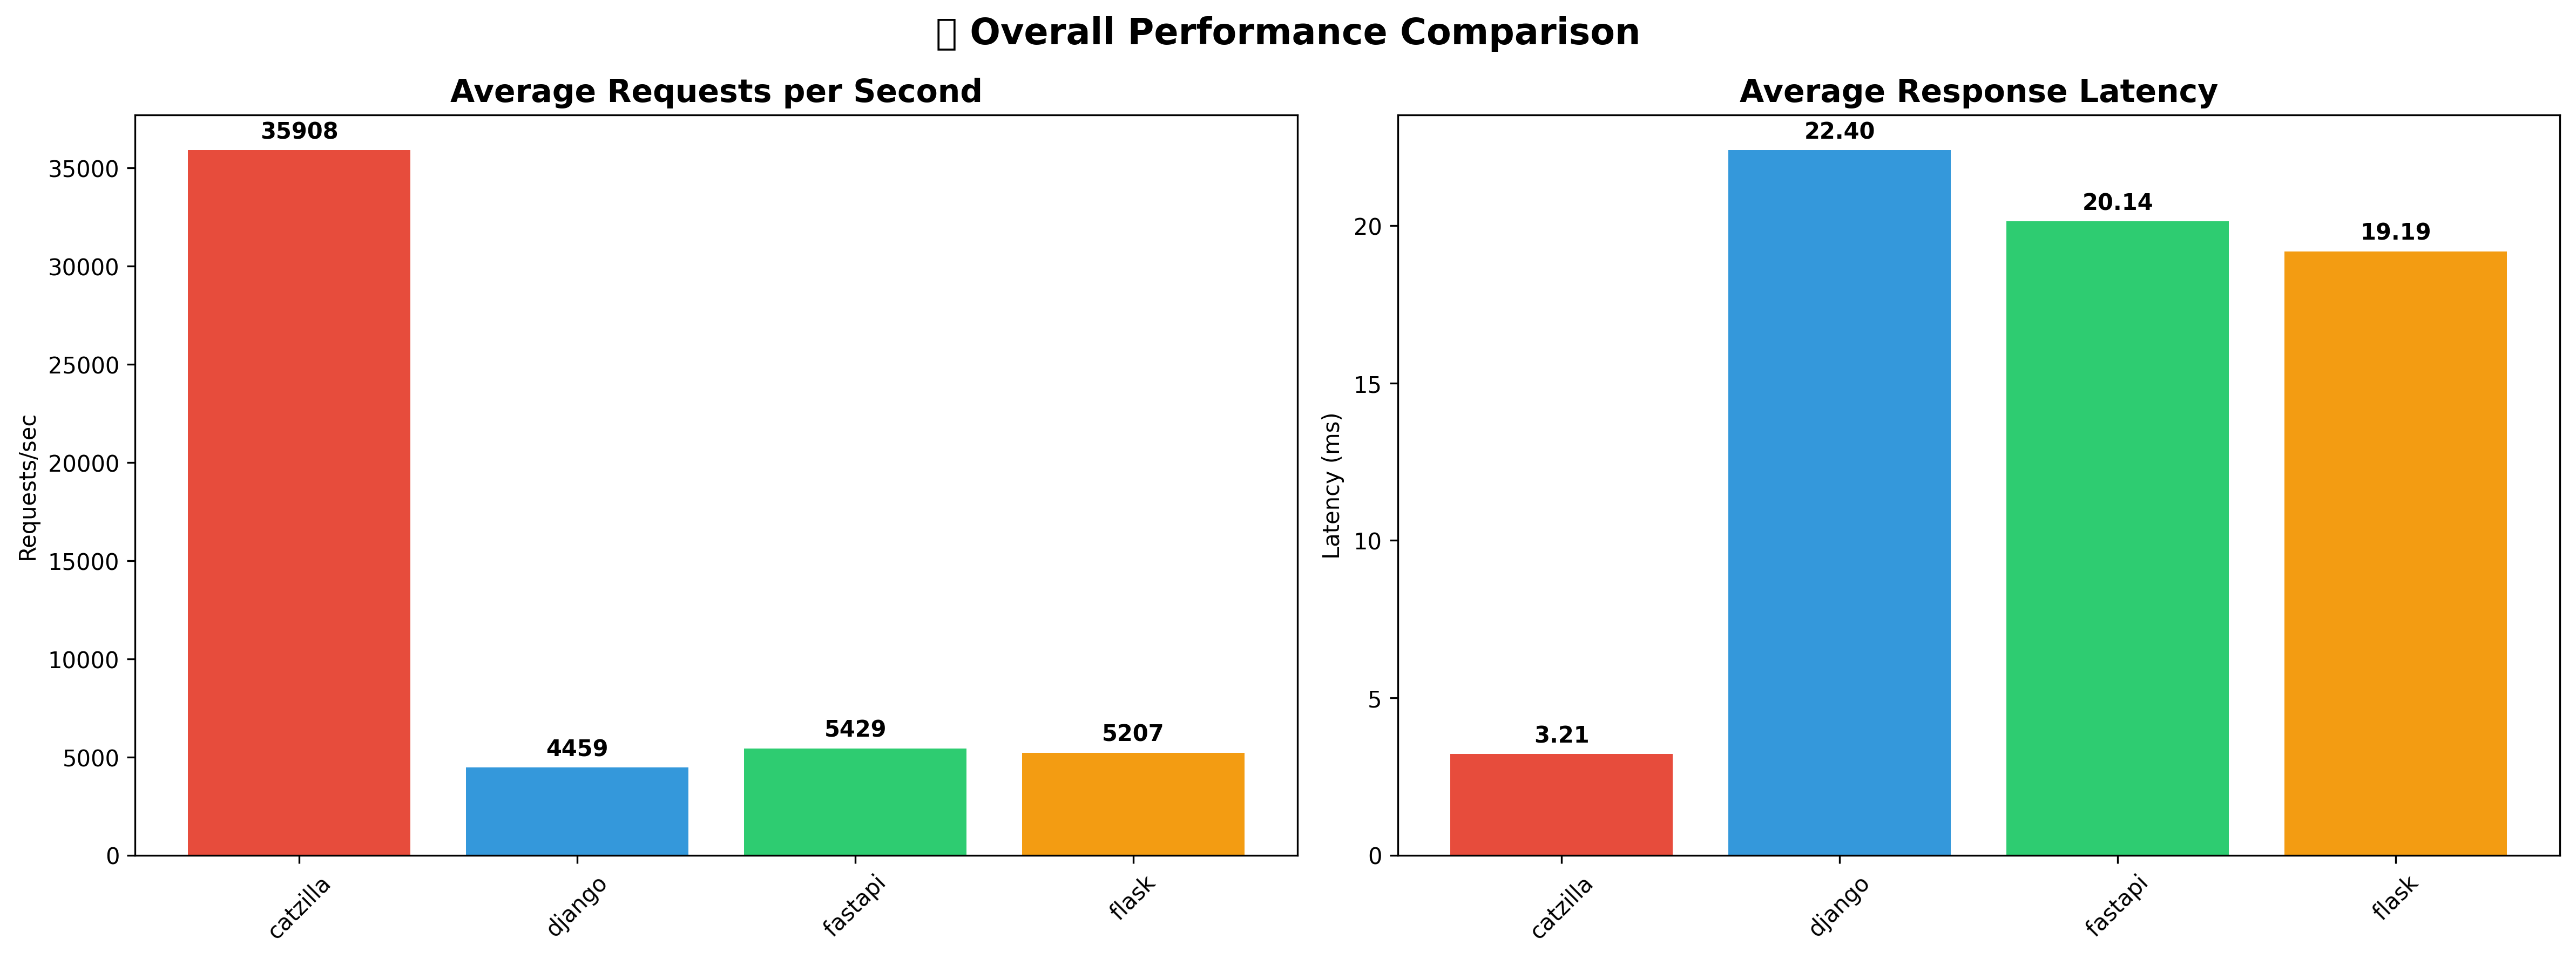 Overall Performance Comparison
Average Requests per Second
Requests/sec
35000
30000
25000
20000
15000
10000
5000
0
35908
4459
5429
5207
catzilla
django
fastapi
flask
Average Response Latency
Latency (ms)
20
15
10
5
0
3.21
22.40
20.14
19.19
catzilla
django
fastapi
flask